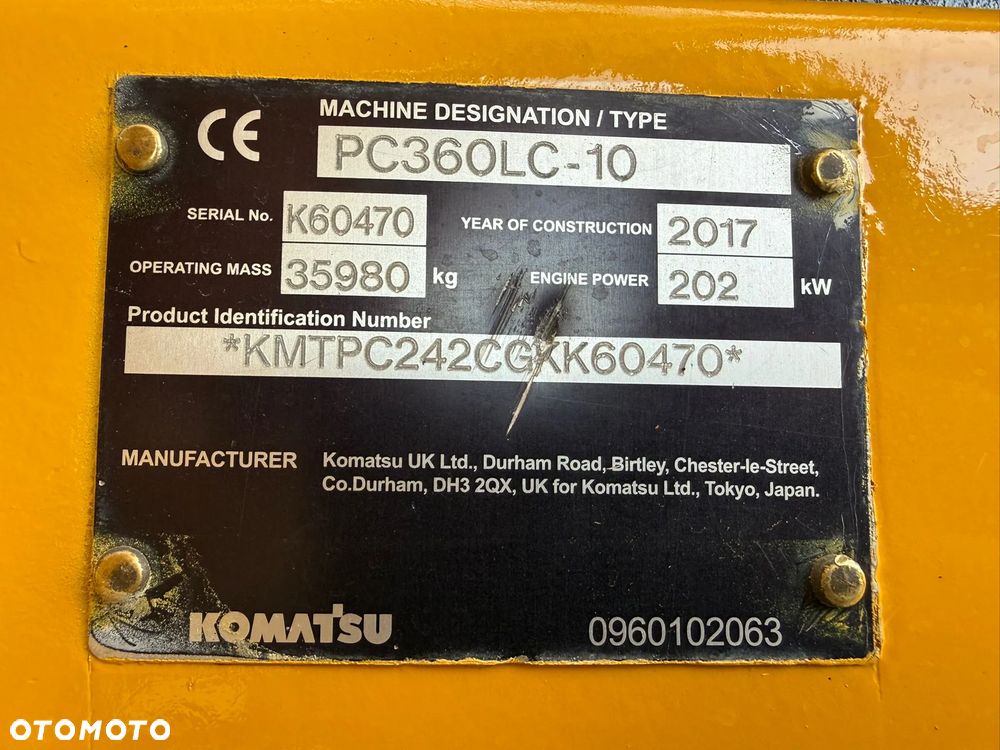 CE
MACHINE DESIGNATION / TYPE
PC360LC-10
SERIAL No. K60470 YEAR OF CONSTRUCTION 2017
OPERATING MASS 35980 kg ENGINE POWER 202 kW
Product Identification Number
*KMTPC242CGXK60470*
MANUFACTURER Komatsu UK Ltd., Durham Road, Birtley, Chester-le-Street,
Co.Durham, DH3 2QX, UK for Komatsu Ltd., Tokyo, Japan.
KOMATSU 0960102063
OTOMOTO